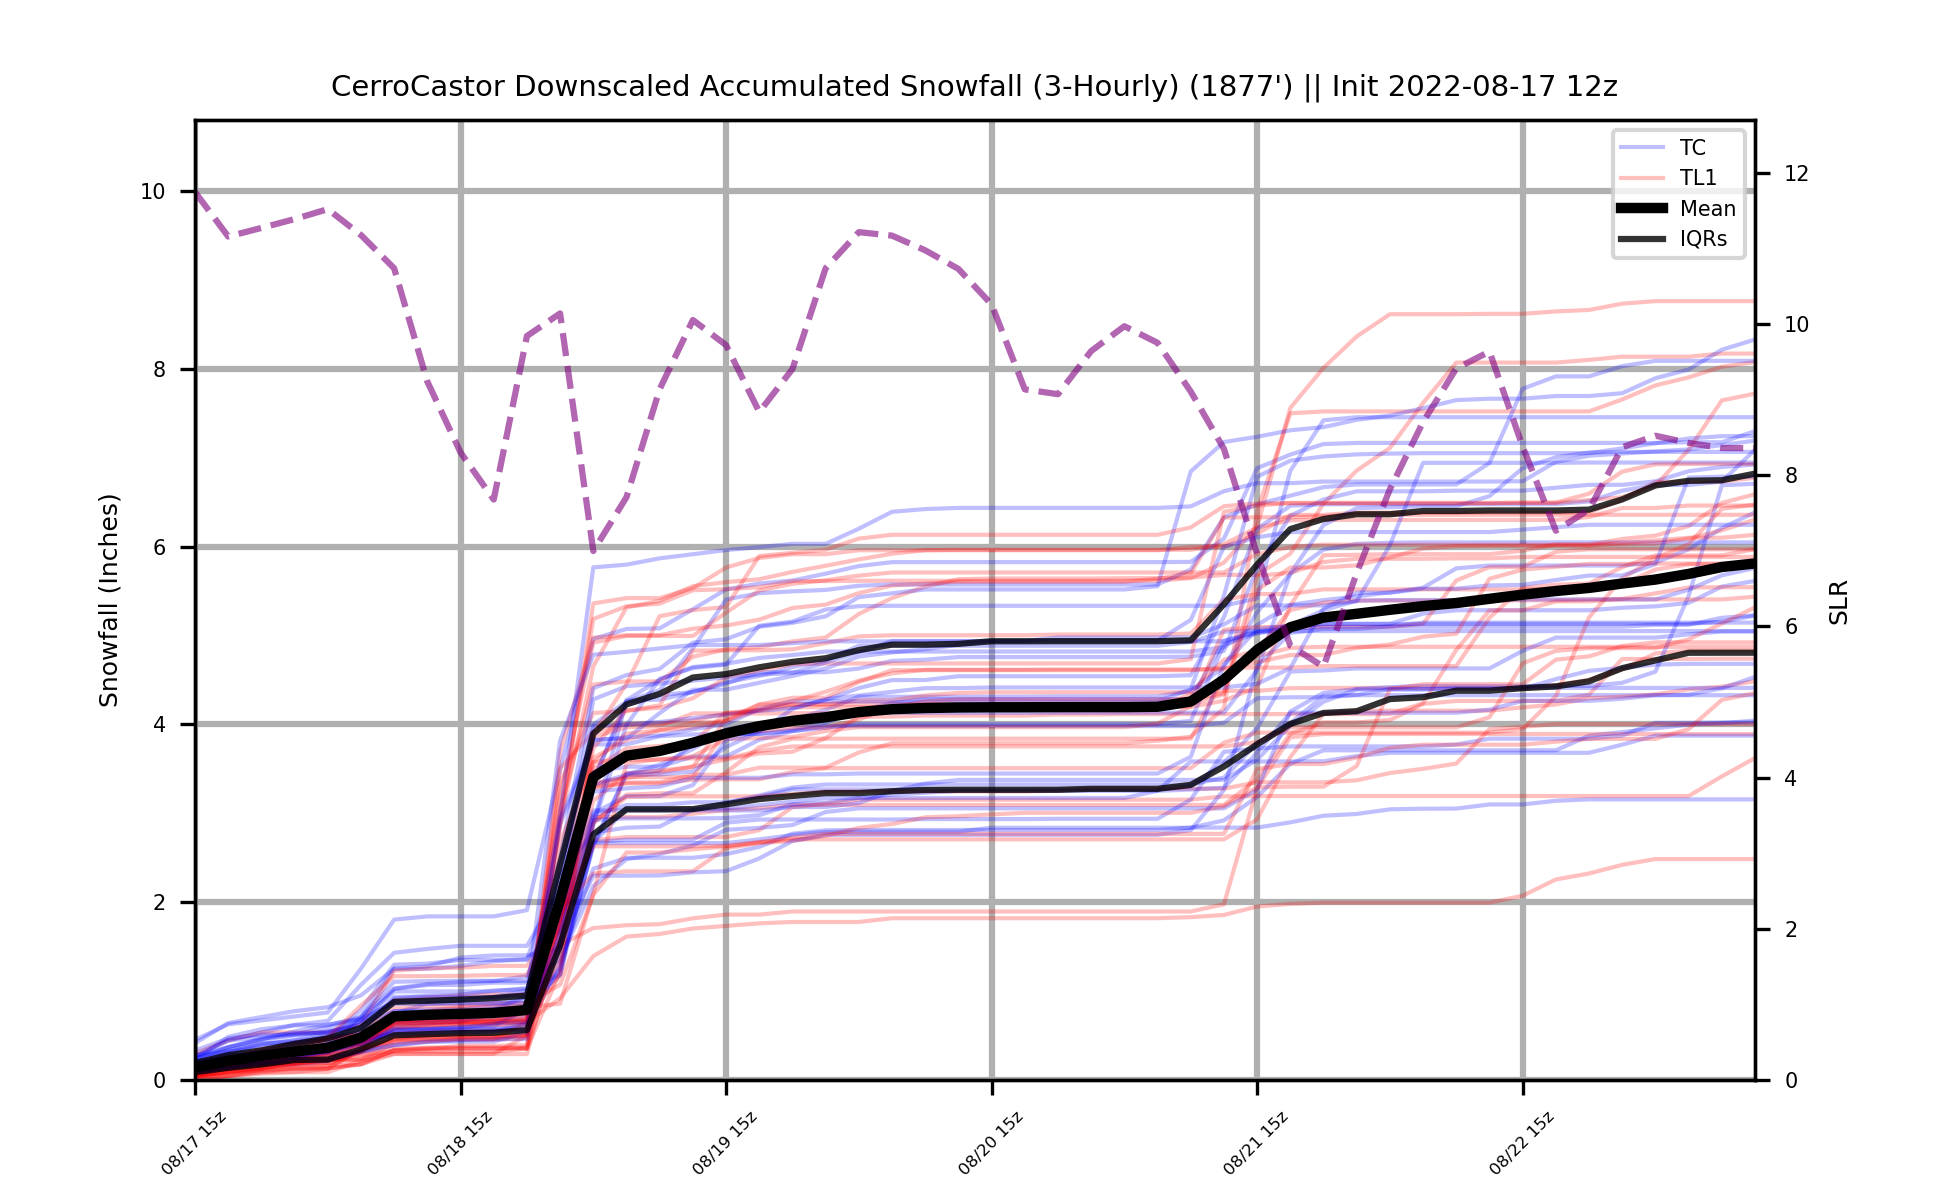 CerroCastor Downscaled Accumulated Snowfall (3-Hourly) (1877') || Init 2022-08-17 12z
TC
TL1
Mean
IQRs
Snowfall (Inches)
10
8
6
4
2
0
SLR
12
10
8
6
4
2
0
08/17 15z
08/18 15z
08/19 15z
08/20 15z
08/21 15z
08/22 15z